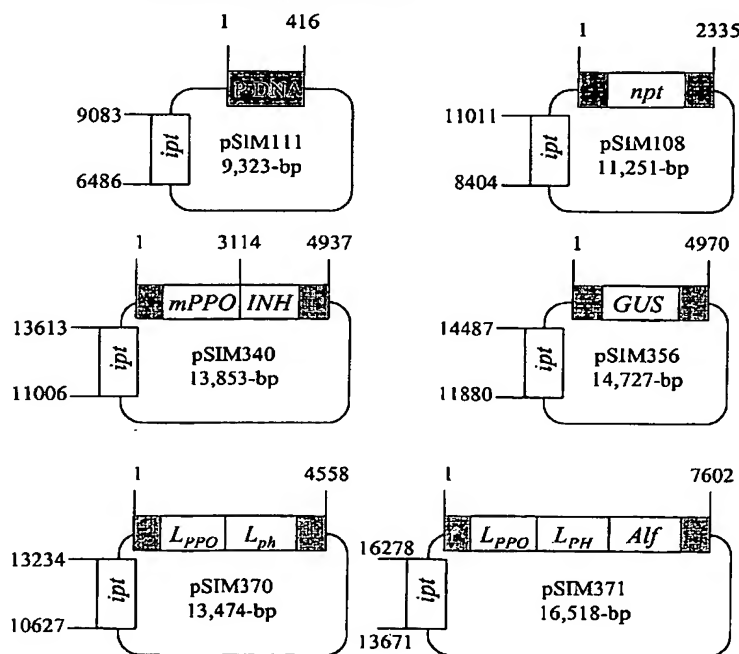 1 416
P-DNA
9083
ipt
6486
pSIM111
9,323-bp
1 2335
npt
11011
ipt
8404
pSIM108
11,251-bp
1 3114 4937
mPPO INH
13613
ipt
11006
pSIM340
13,853-bp
1 4970
GUS
14487
ipt
11880
pSIM356
14,727-bp
1 4558
LPPO Lph
13234
ipt
10627
pSIM370
13,474-bp
1 7602
LPPO LPH Alf
16278
ipt
13671
pSIM371
16,518-bp